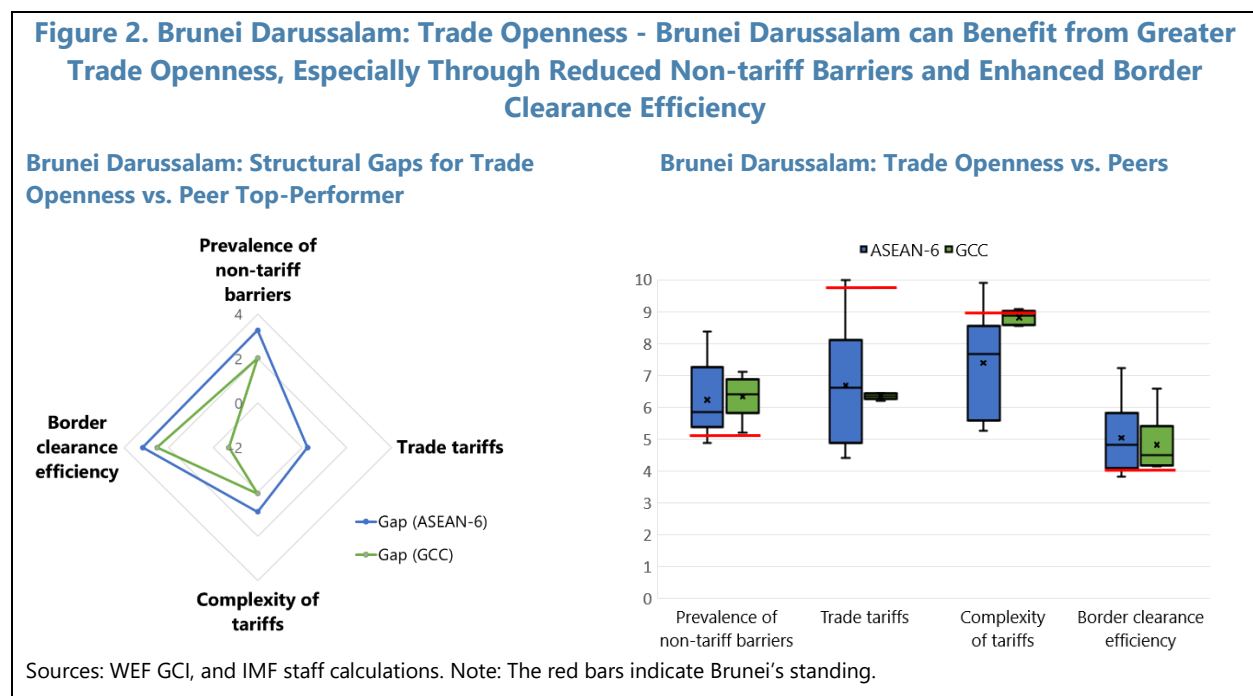 Figure 2. Brunei Darussalam: Trade Openness - Brunei Darussalam can Benefit from Greater
Trade Openness, Especially Through Reduced Non-tariff Barriers and Enhanced Border
Clearance Efficiency
Brunei Darussalam: Structural Gaps for Trade
Openness vs. Peer Top-Performer
Prevalence of
non-tariff
barriers
4
2
0
-2
Border
clearance
efficiency
Trade tariffs
Complexity of
tariffs
Gap (ASEAN-6)
Gap (GCC)
Brunei Darussalam: Trade Openness vs. Peers
ASEAN-6 GCC
10
9
8
7
6
5
4
3
2
1
0
Prevalence of
non-tariff barriers
Trade tariffs
Complexity
of tariffs
Border clearance
efficiency
Sources: WEF GCI, and IMF staff calculations. Note: The red bars indicate Brunei’s standing.